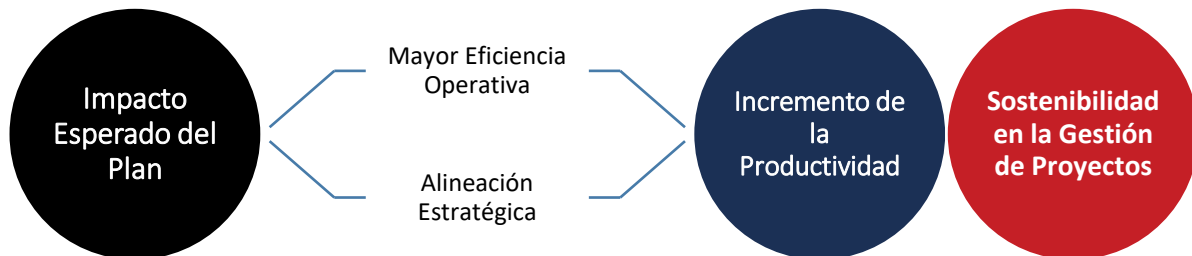 Impacto
Esperado del
Plan
Mayor Eficiencia
Operativa
Alineación
Estratégica
Incremento de
la
Productividad
Sostenibilidad
en la Gestión
de Proyectos